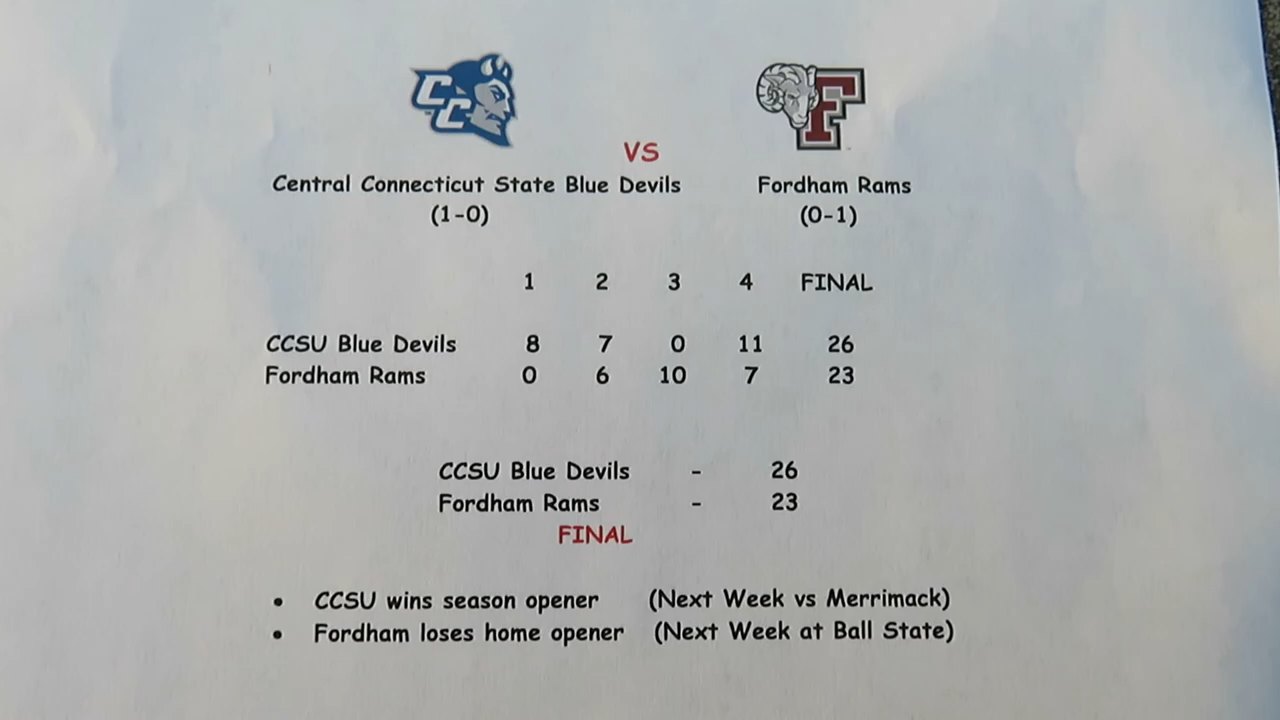 CC
F
VS
Central Connecticut State Blue Devils Fordham Rams
(1-0) (0-1)
1 2 3 4 FINAL
CCSU Blue Devils 8 7 0 11 26
Fordham Rams 0 6 10 7 23
CCSU Blue Devils - 26
Fordham Rams - 23
FINAL
• CCSU wins season opener (Next Week vs Merrimack)
• Fordham loses home opener (Next Week at Ball State)